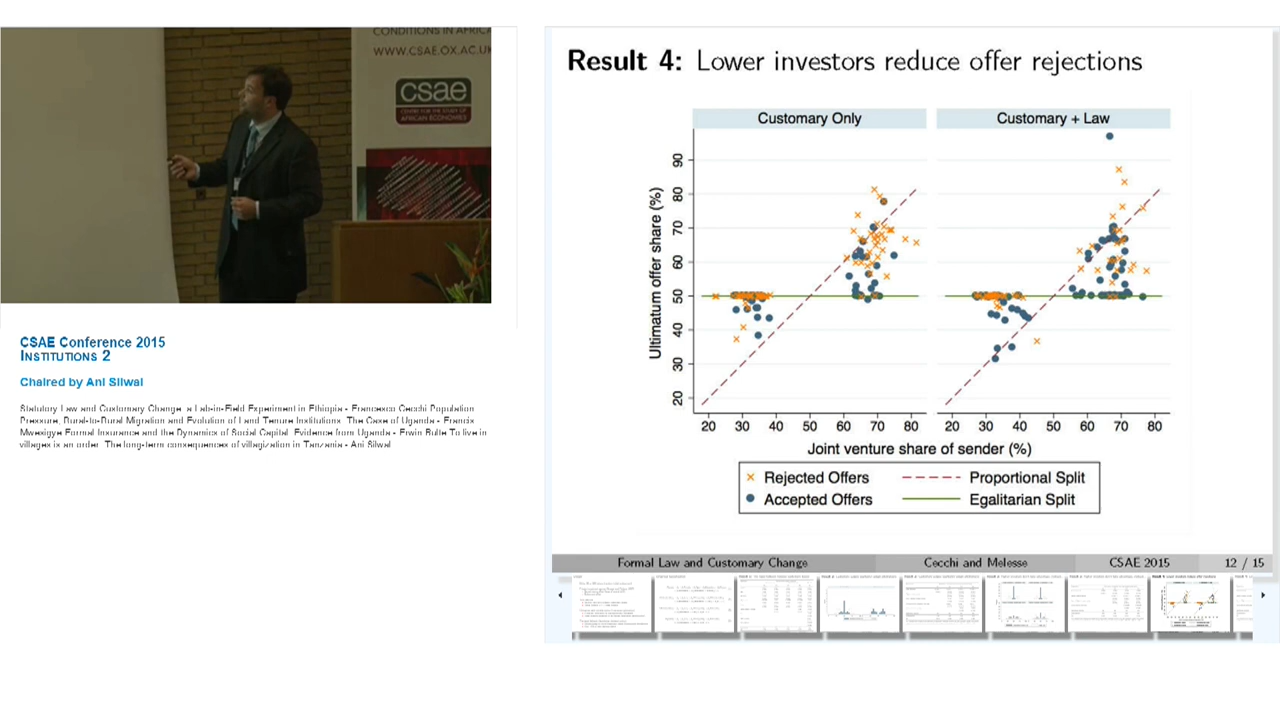 CONDITIONS IN AFRICA
WWW.CSAE.OX.AC.UK
csae
CENTRE FOR THE STUDY OF
AFRICAN ECONOMIES
CSAE Conference 2015
INSTITUTIONS 2
Chaired by Ani Silwal
Statutory Law and Customary Change: a Lab-in-Field Experiment in Ethiopia - Francesco Cecchi Population
Pressure, Rural-to-Rural Migration and Evolution of Land Tenure Institutions: The Case of Uganda - Francis
Mwesigye Formal Insurance and the Dynamics of Social Capital: Evidence from Uganda - Erwin Bulte To live in
villages is an order: The long-term consequences of villagization in Tanzania - Ani Silwal
Result 4: Lower investors reduce offer rejections
Customary Only
Customary + Law
Ultimatum offer share (%)
90
80
70
60
50
40
30
20
20 30 40 50 60 70 80
20 30 40 50 60 70 80
Joint venture share of sender (%)
Rejected Offers
Proportional Split
Accepted Offers
Egalitarian Split
Formal Law and Customary Change
Cecchi and Melesse
CSAE 2015
12 / 15